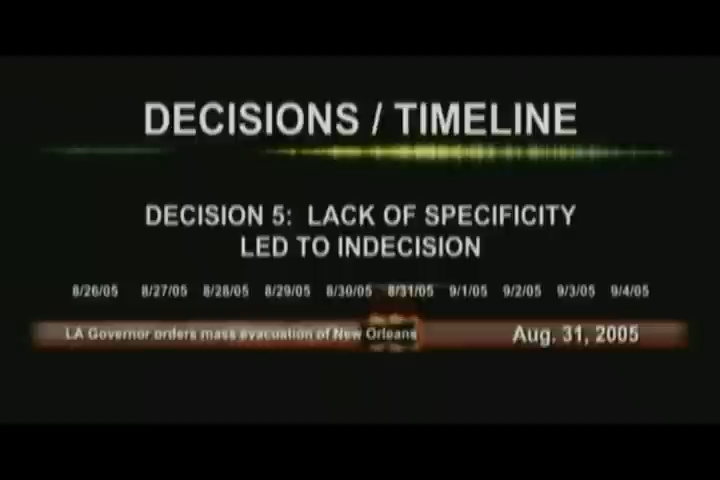 DECISIONS / TIMELINE
DECISION 5: LACK OF SPECIFICITY
LED TO INDECISION
8/26/05 8/27/05 8/28/05 8/29/05 8/30/05 8/31/05 9/1/05 9/2/05 9/3/05 9/4/05
LA Governor orders mass evacuation of New Orleans Aug. 31, 2005